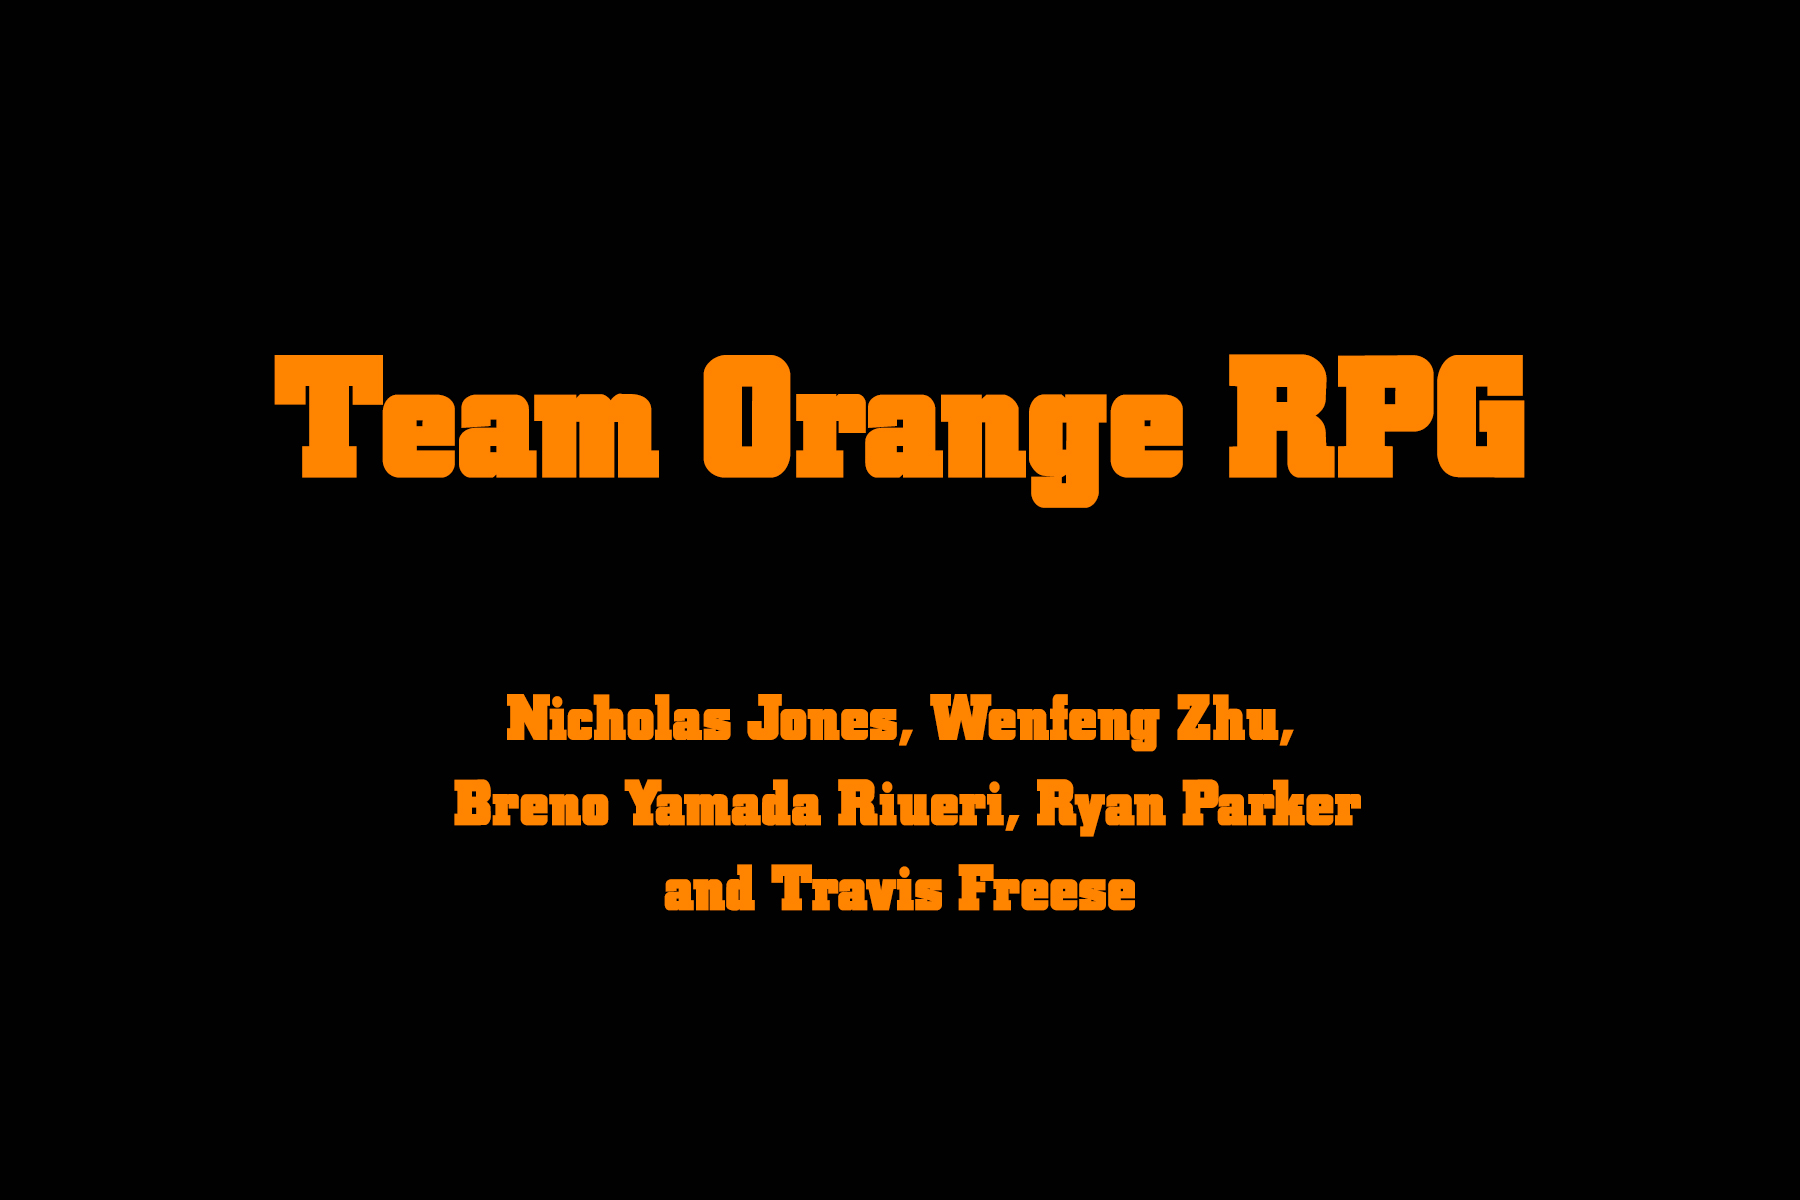 Team Orange RPG
Nicholas Jones, Wenfeng Zhu,
Breno Yamada Riueri, Ryan Parker
and Travis Freese